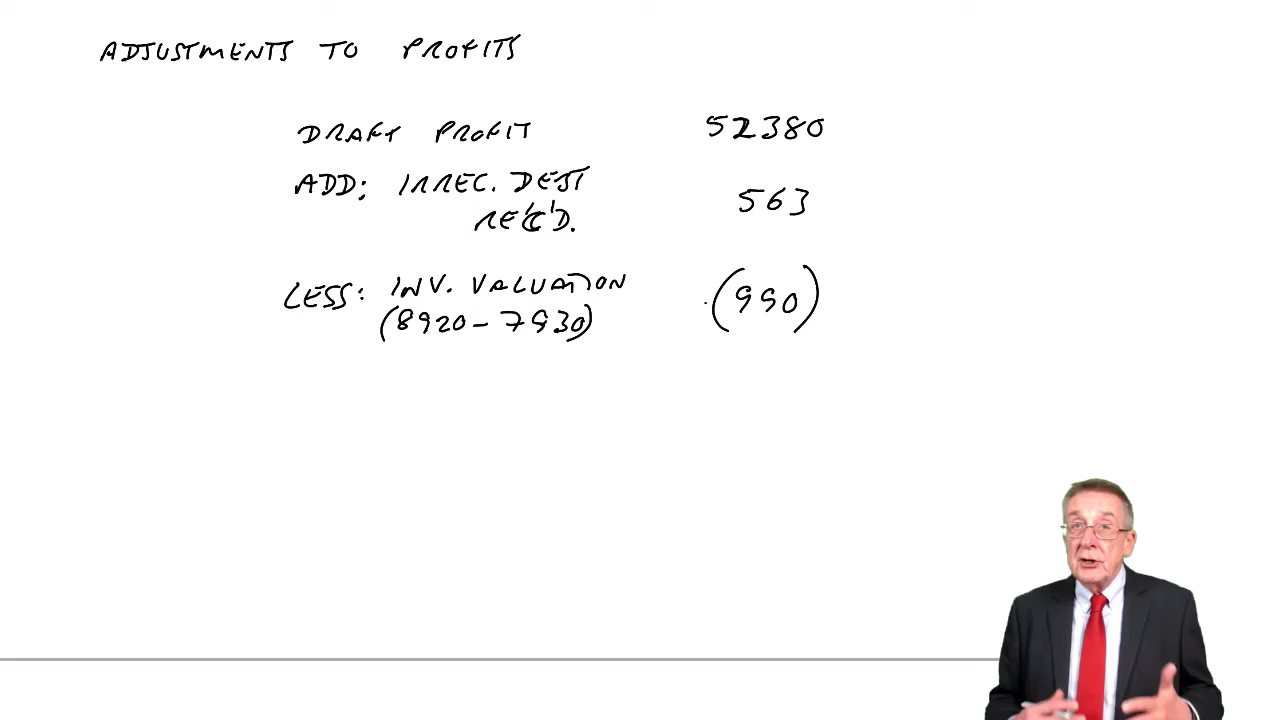 ADJUSTMENTS TO PROFITS
DRAFT PROFIT 52380
ADD: IRREC. DEBT
REC'D. 563
LESS: INV. VALUATION (990)
(8920 - 7930)